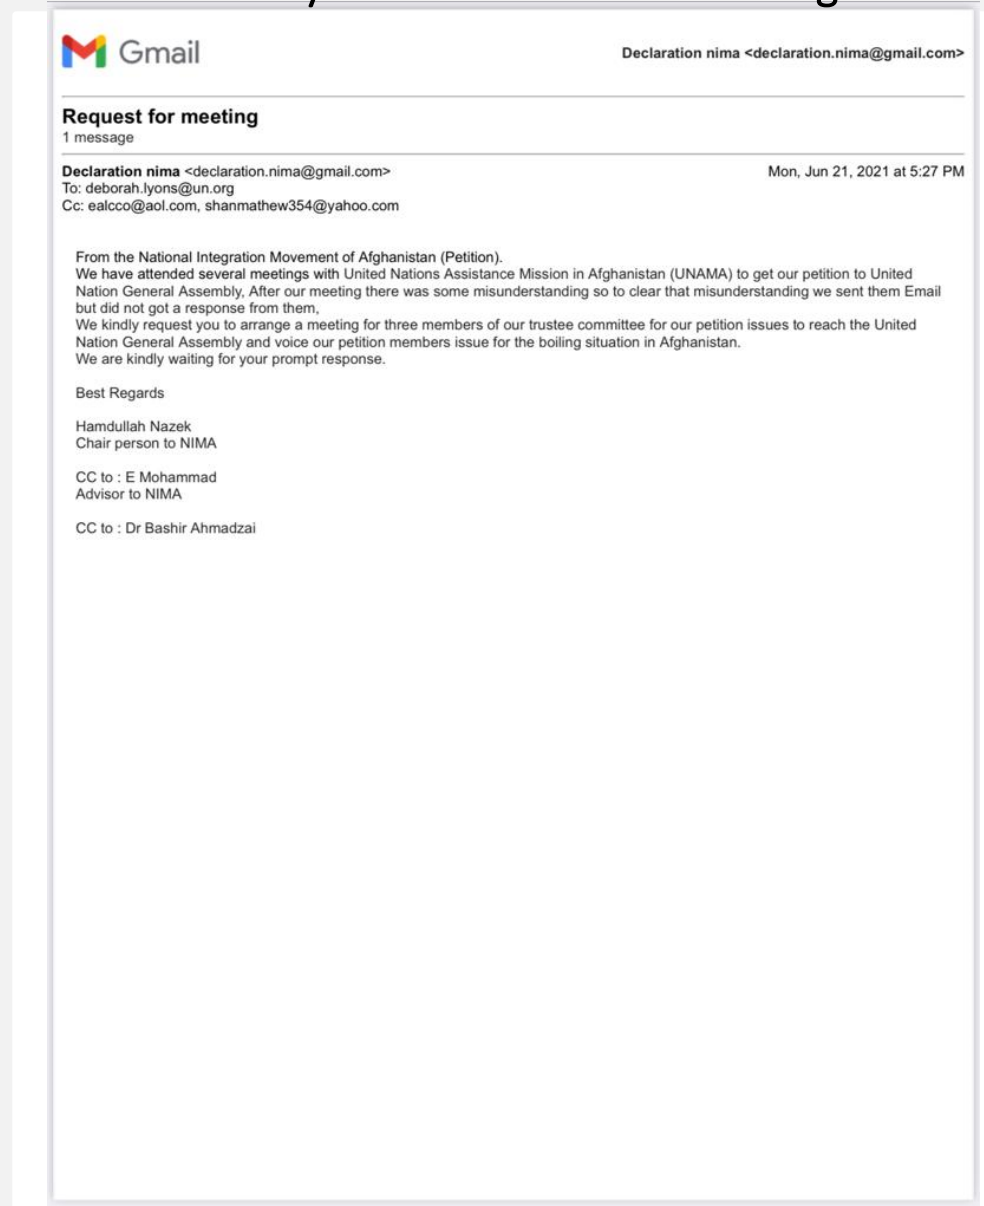 Gmail
Declaration nima <declaration.nima@gmail.com>
Request for meeting
1 message
Declaration nima <declaration.nima@gmail.com>
Mon, Jun 21, 2021 at 5:27 PM
To: deborah.lyons@un.org
Cc: ealcco@aol.com, shanmathew354@yahoo.com
From the National Integration Movement of Afghanistan (Petition).
We have attended several meetings with United Nations Assistance Mission in Afghanistan (UNAMA) to get our petition to United
Nation General Assembly, After our meeting there was some misunderstanding so to clear that misunderstanding we sent them Email
but did not got a response from them,
We kindly request you to arrange a meeting for three members of our trustee committee for our petition issues to reach the United
Nation General Assembly and voice our petition members issue for the boiling situation in Afghanistan.
We are kindly waiting for your prompt response.
Best Regards
Hamdullah Nazek
Chair person to NIMA
CC to : E Mohammad
Advisor to NIMA
CC to : Dr Bashir Ahmadzai